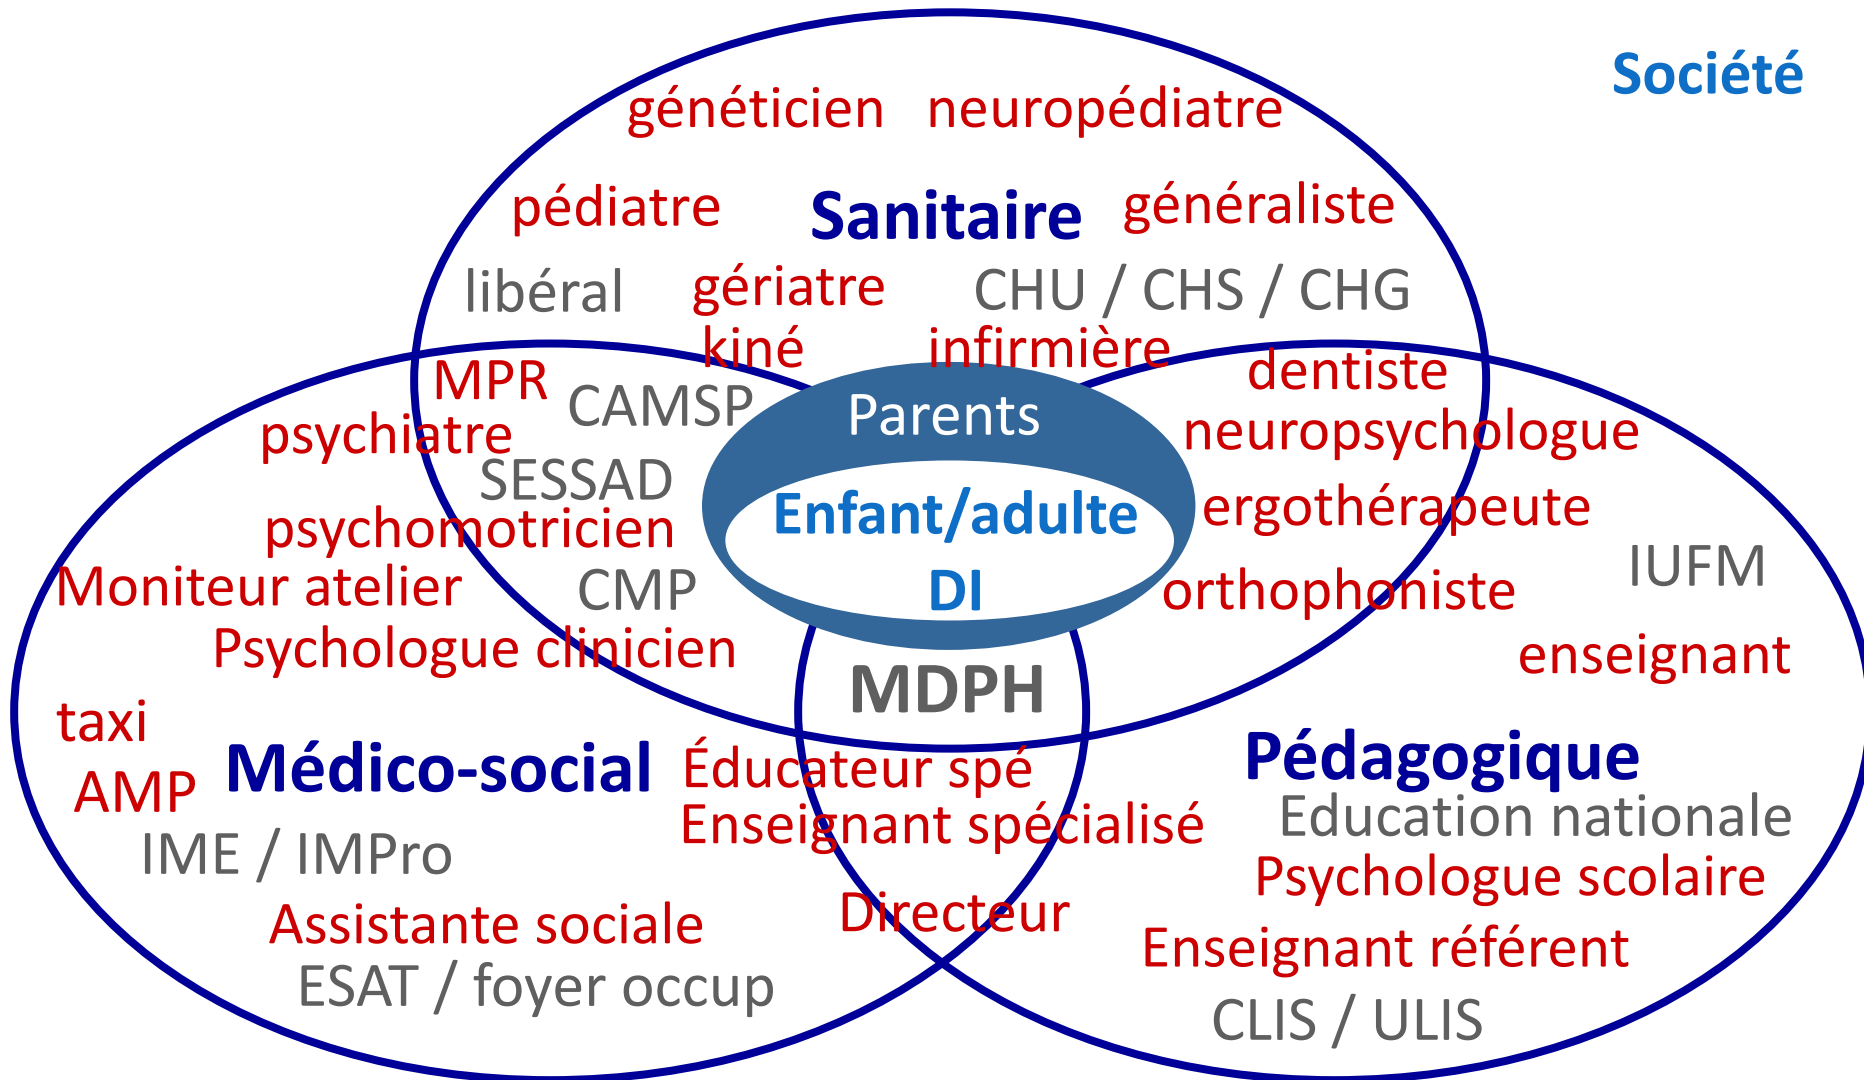 Société
généticien neuropédiatre
pédiatre Sanitaire généraliste
libéral gériatre CHU / CHS / CHG
kiné infirmière
MPR CAMSP Parents dentiste
psychiatre neuropsychologue
SESSAD Enfant/adulte ergothérapeute
psychomotricien IUFM
Moniteur atelier CMP DI orthophoniste
Psychologue clinicien enseignant
MDPH
taxi
Médico-social Éducateur spé Pédagogique
AMP
Enseignant spécialisé Education nationale
IME / IMPro Psychologue scolaire
Assistante sociale Directeur Enseignant référent
ESAT / foyer occup CLIS / ULIS